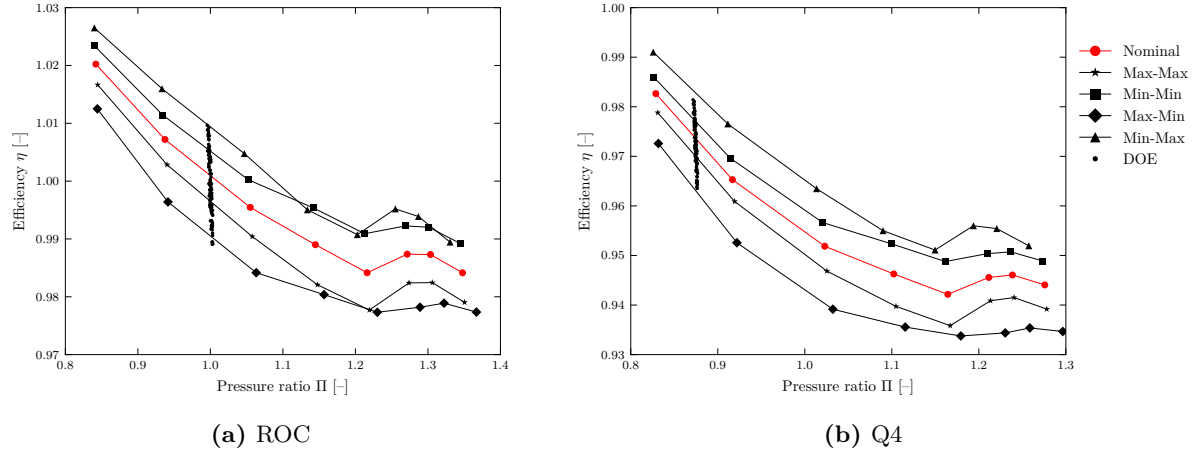 1.03
1.02
1.01
1.00
0.99
0.98
0.97
Efficiency η [–]
0.8 0.9 1.0 1.1 1.2 1.3 1.4
Pressure ratio Π [–]
(a) ROC
1.00
0.99
0.98
0.97
0.96
0.95
0.94
0.93
Efficiency η [–]
0.8 0.9 1.0 1.1 1.2 1.3
Pressure ratio Π [–]
(b) Q4
Nominal
Max-Max
Min-Min
Max-Min
Min-Max
DOE